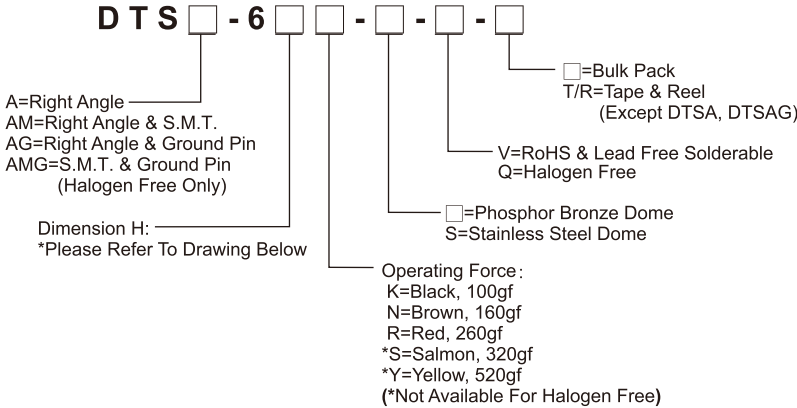 DTS□-6□□-□-□-□
A=Right Angle
AM=Right Angle & S.M.T.
AG=Right Angle & Ground Pin
AMG=S.M.T. & Ground Pin
(Halogen Free Only)
Dimension H:
*Please Refer To Drawing Below
□=Bulk Pack
T/R=Tape & Reel
(Except DTSA, DTSAG)
V=RoHS & Lead Free Solderable
Q=Halogen Free
□=Phosphor Bronze Dome
S=Stainless Steel Dome
Operating Force:
K=Black, 100gf
N=Brown, 160gf
R=Red, 260gf
*S=Salmon, 320gf
*Y=Yellow, 520gf
(*Not Available For Halogen Free)